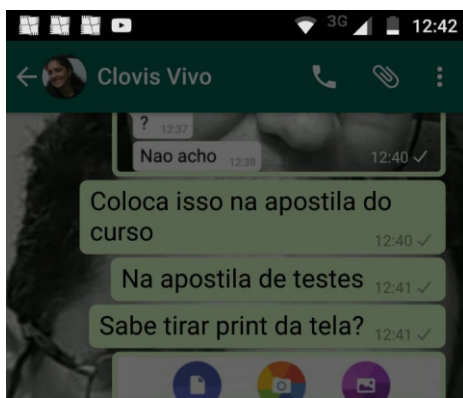 3G 12:42
Clovis Vivo
? 12:37
Nao acho 12:38
12:40
Coloca isso na apostila do
curso
12:40
Na apostila de testes 12:41
Sabe tirar print da tela? 12:41